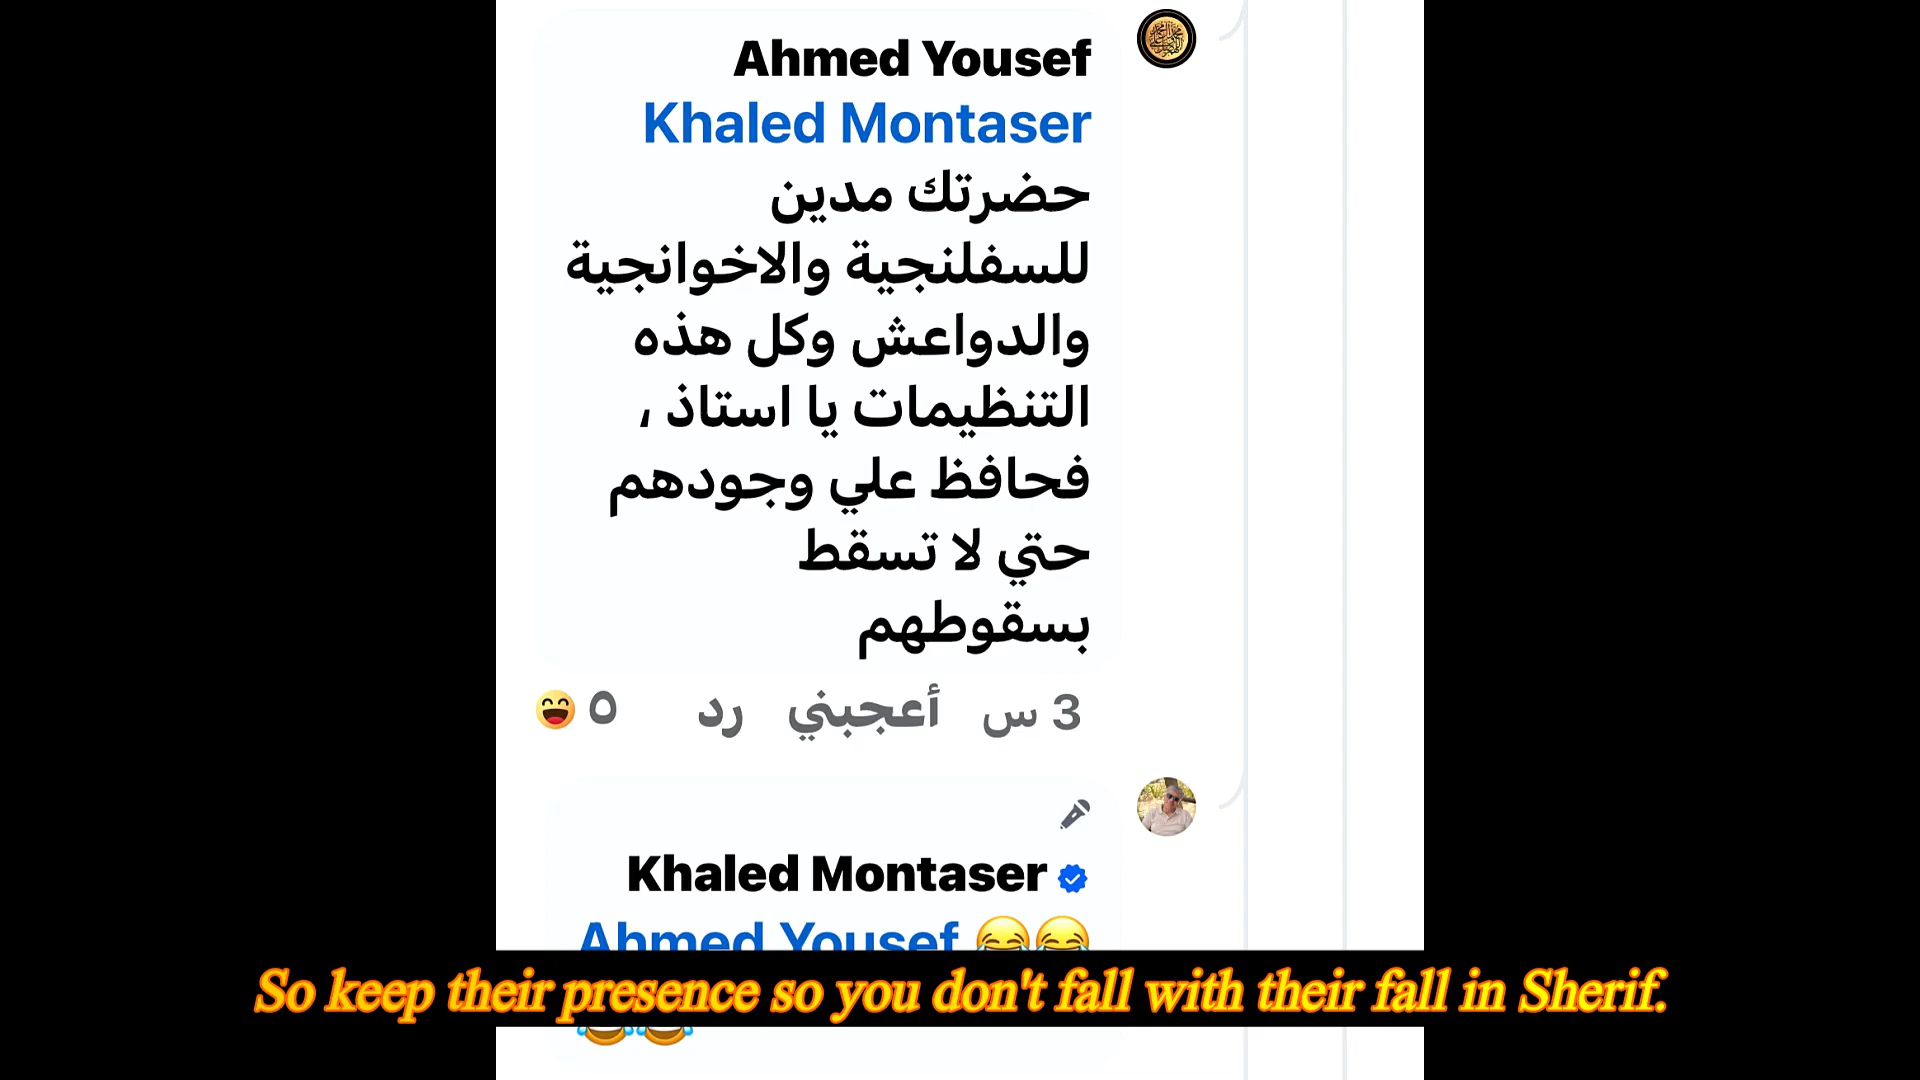 Ahmed Yousef
Khaled Montaser
حضرتك مدين
للسفلنجية والاخوانجية
والدواعش وكل هذه
التنظيمات يا استاذ ،
فحافظ علي وجودهم
حتي لا تسقط
بسقوطهم
3 س أعجبني رد ٥ 😄
Khaled Montaser
Ahmed Yousef 😂😂
So keep their presence so you don't fall with their fall in Sherif.